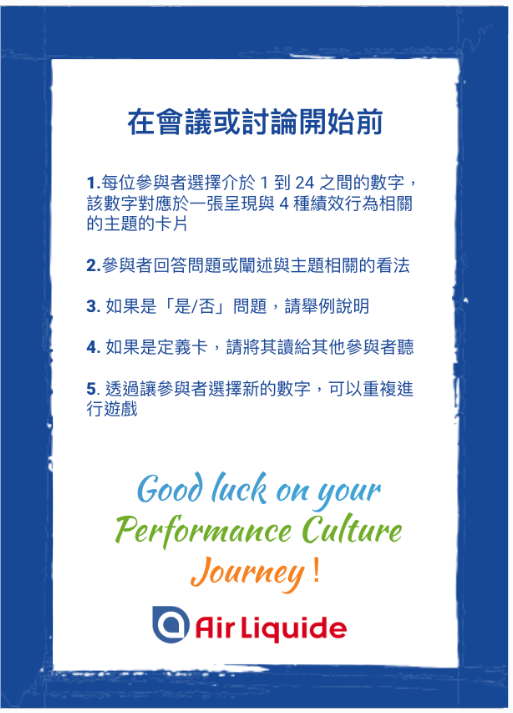 在會議或討論開始前
1.每位參與者選擇介於 1 到 24 之間的數字，
該數字對應於一張呈現與 4 種績效行為相關
的主題的卡片
2.參與者回答問題或闡述與主題相關的看法
3. 如果是「是/否」問題，請舉例說明
4. 如果是定義卡，請將其讀給其他參與者聽
5. 透過讓參與者選擇新的數字，可以重複進
行遊戲
Good luck on your
Performance Culture
Journey !
Air Liquide